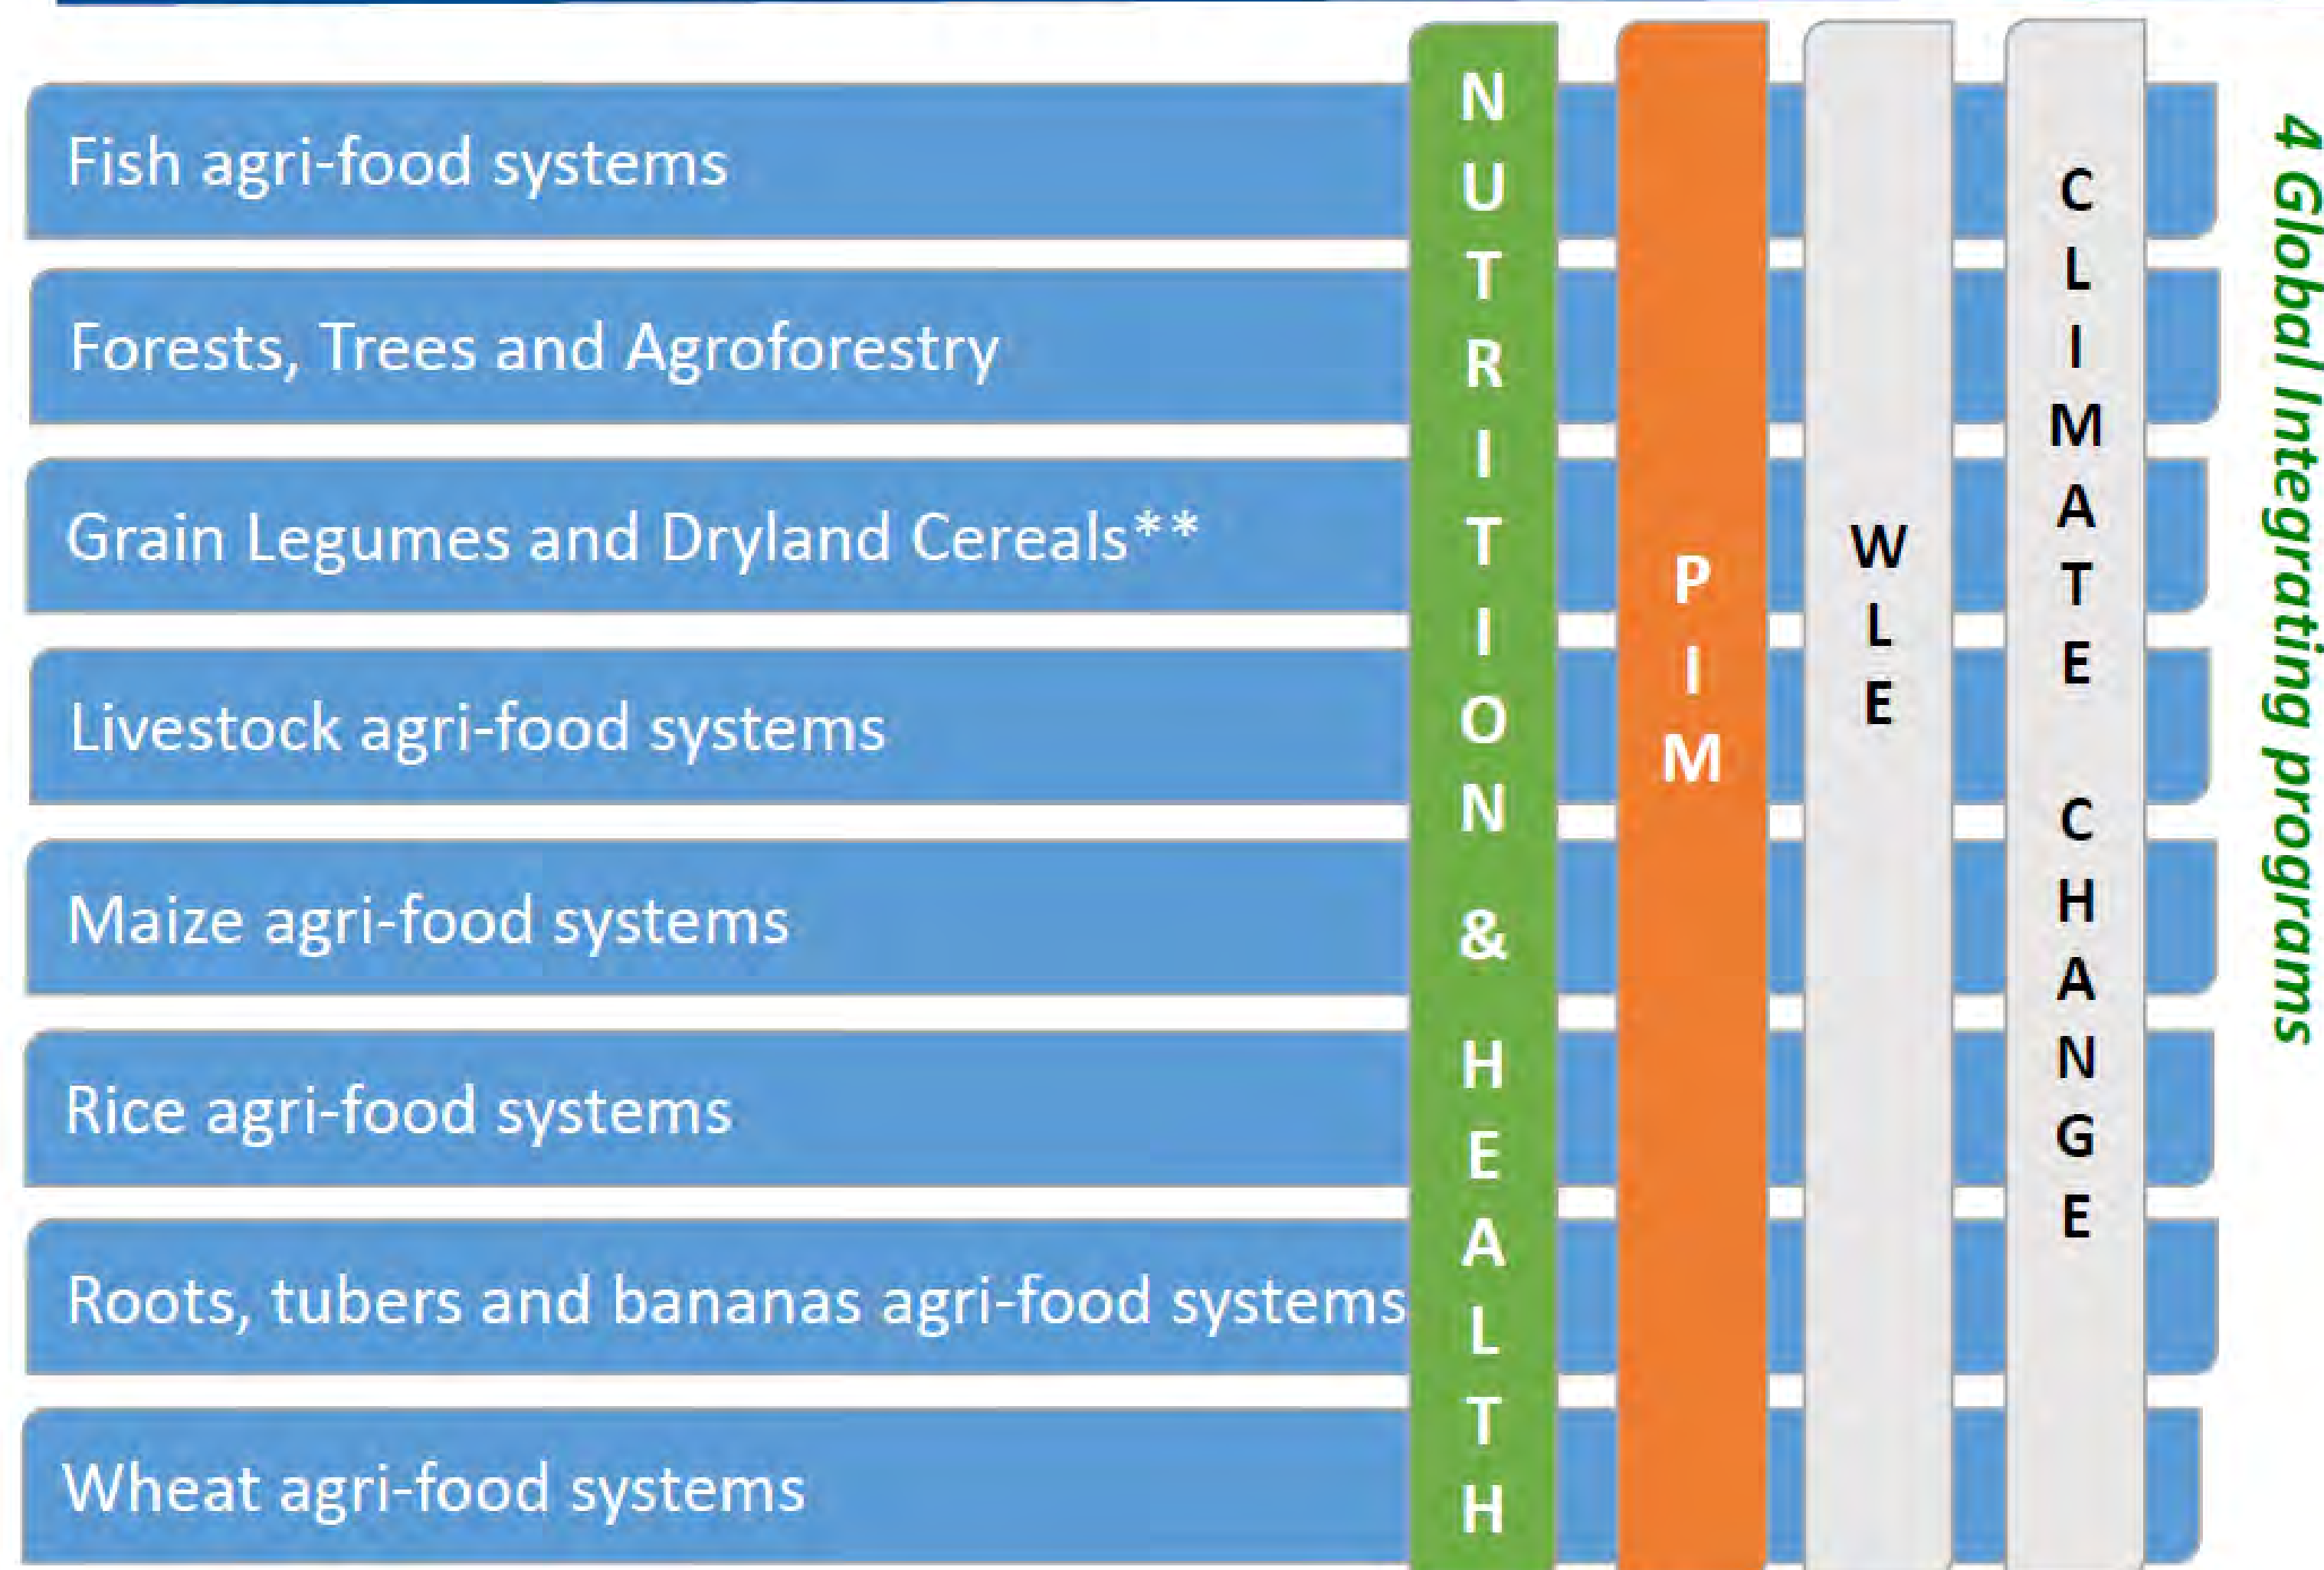 Fish agri-food systems
Forests, Trees and Agroforestry
Grain Legumes and Dryland Cereals**
Livestock agri-food systems
Maize agri-food systems
Rice agri-food systems
Roots, tubers and bananas agri-food systems
Wheat agri-food systems
NUTRITION & HEALTH
PIM
WLE
CLIMATE CHANGE
4 Global Integrating programs